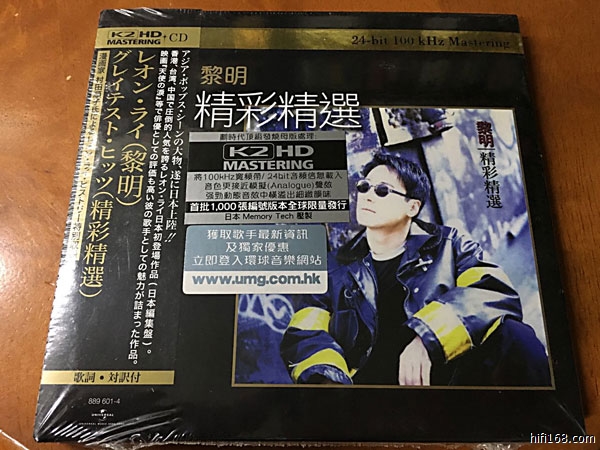 K2 HD
MASTERING
+CD
24-bit 100 kHz Mastering
黎明
精彩精選
劃時代頂級發燒母版處理
K2 HD
MASTERING
將100kHz寬頻帶/24bit音頻信息載入
音色更接近模擬(Analogue)聲效
強勁動態音效中橫溢出細緻韻味
首批1,000張編號版本全球限量發行
日本 Memory Tech 壓製
獲取歌手最新資訊
及獨家優惠
立即登入環球音樂網站
www.umg.com.hk
黎明
精彩精選
アジア・ポップス・シーンの大物、遂に日本上陸!!
香港、台湾、中国で圧倒的人気を誇るレオン・ライ日本初登場作品(日本編集盤)。
映画『天使の涙』等で俳優としての評価も高い彼の歌手としての魅力が詰まった作品。
レオン・ライ(黎明)
グレイテスト・ヒッツ(精彩精選)
歌詞・対訳付
889 601-4
UNIVERSAL
hifi168.com